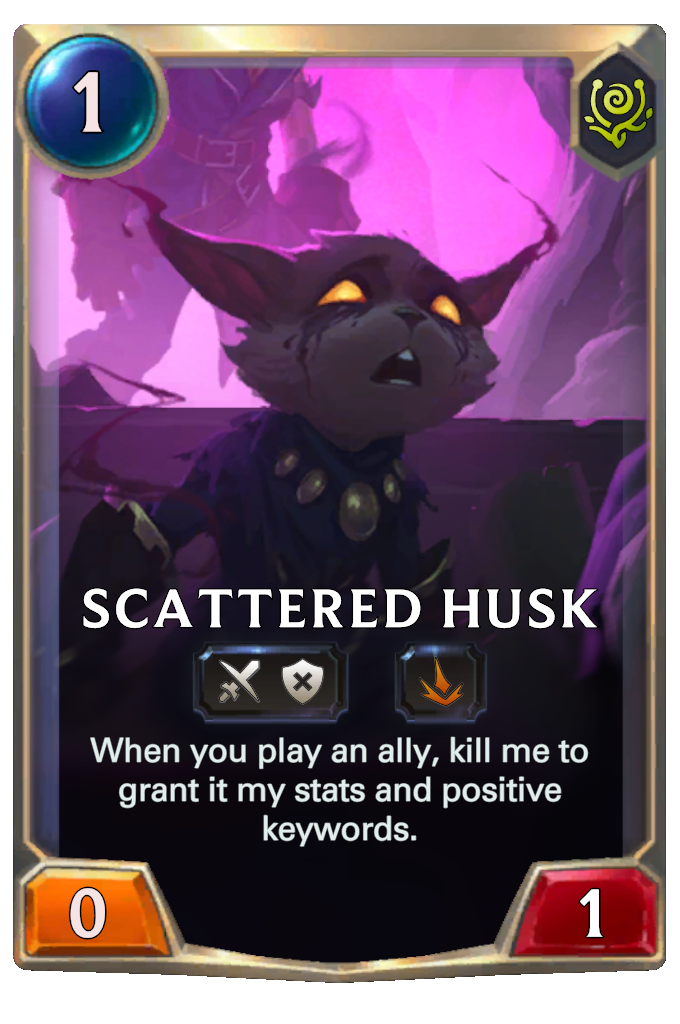 1
SCATTERED HUSK
When you play an ally, kill me to
grant it my stats and positive
keywords.
0
1